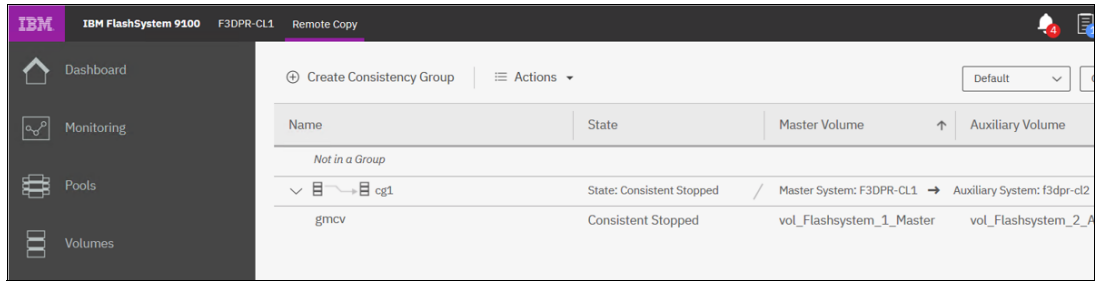 IBM IBM FlashSystem 9100 F3DPR-CL1 Remote Copy 4
Dashboard
Create Consistency Group Actions Default
Monitoring
Name State Master Volume Auxiliary Volume
Not in a Group
Pools
cg1 State: Consistent Stopped Master System: F3DPR-CL1 → Auxiliary System: f3dpr-cl2
gmcv Consistent Stopped vol_Flashsystem_1_Master vol_Flashsystem_2_A
Volumes